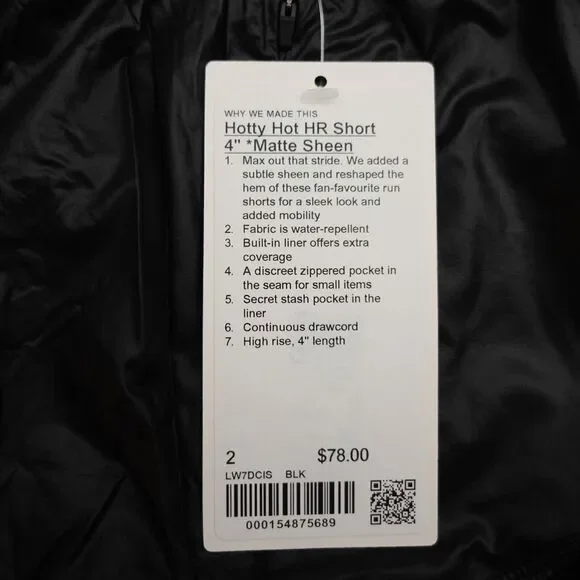 WHY WE MADE THIS
Hotty Hot HR Short
4" *Matte Sheen
1. Max out that stride. We added a
subtle sheen and reshaped the
hem of these fan-favourite run
shorts for a sleek look and
added mobility
2. Fabric is water-repellent
3. Built-in liner offers extra
coverage
4. A discreet zippered pocket in
the seam for small items
5. Secret stash pocket in the
liner
6. Continuous drawcord
7. High rise, 4" length
2 $78.00
LW7DCIS BLK
000154875689